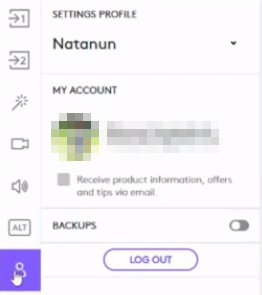 SETTINGS PROFILE
Natanun
MY ACCOUNT
Receive product information, offers
and tips via email.
BACKUPS
LOG OUT
1
2
ALT